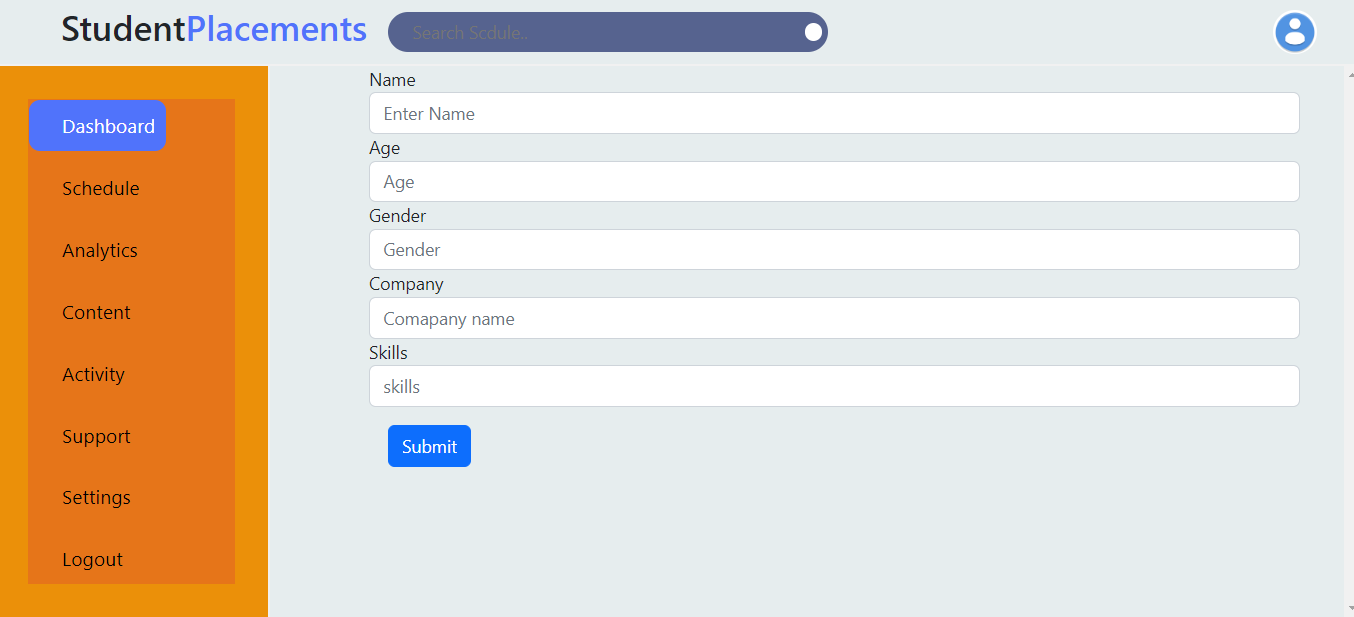 StudentPlacements
Search Scdule..
Dashboard
Schedule
Analytics
Content
Activity
Support
Settings
Logout
Name
Enter Name
Age
Age
Gender
Gender
Company
Comapany name
Skills
skills
Submit